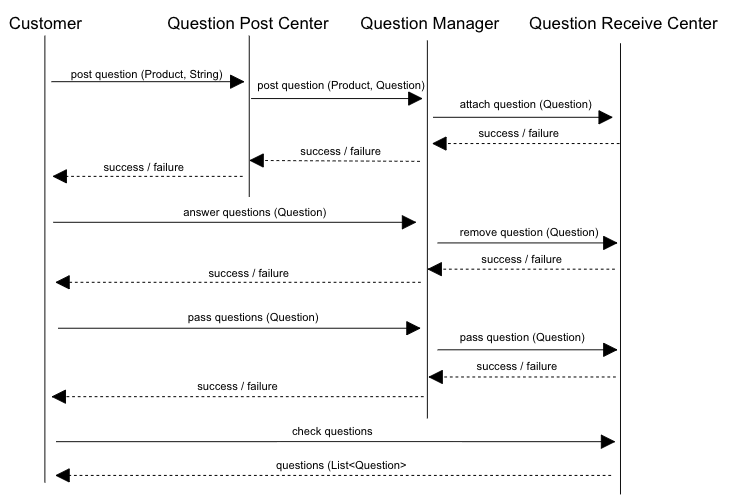 Customer
Question Post Center
Question Manager
Question Receive Center
post question (Product, String)
post question (Product, Question)
attach question (Question)
success / failure
success / failure
success / failure
answer questions (Question)
remove question (Question)
success / failure
success / failure
pass questions (Question)
pass question (Question)
success / failure
success / failure
check questions
questions (List<Question>